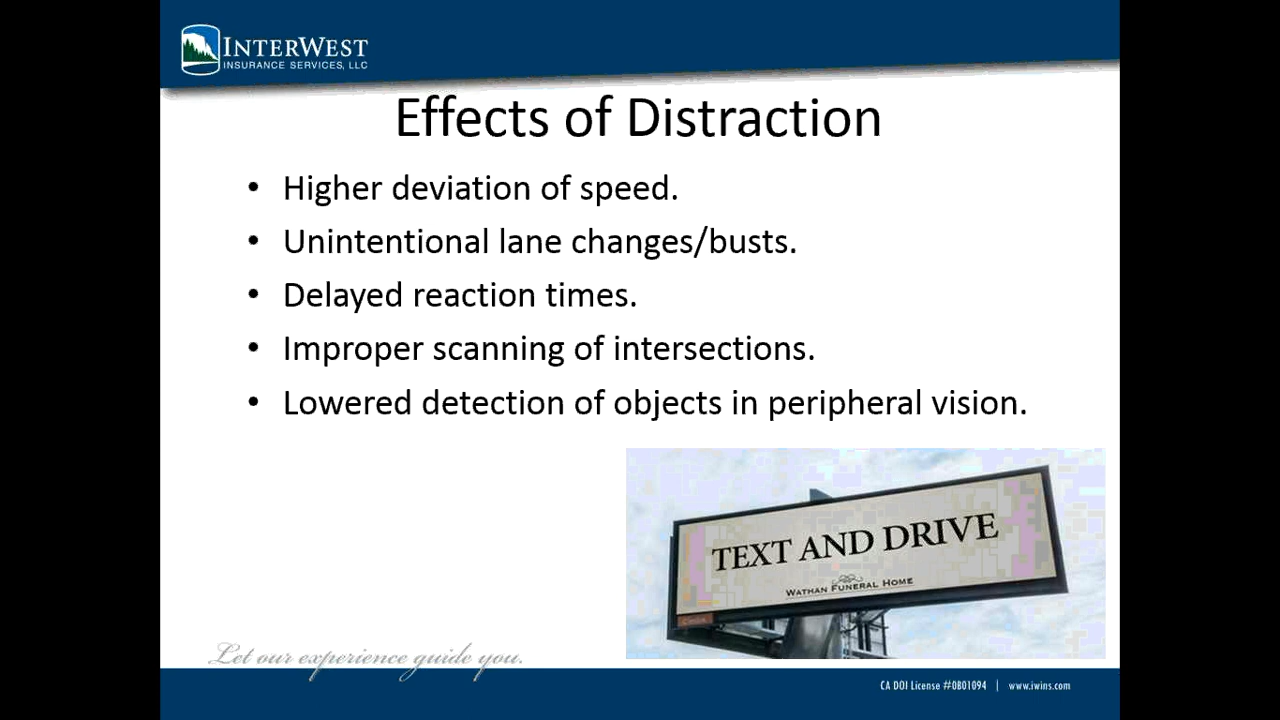 INTERWEST
INSURANCE SERVICES, LLC
Effects of Distraction
• Higher deviation of speed.
• Unintentional lane changes/busts.
• Delayed reaction times.
• Improper scanning of intersections.
• Lowered detection of objects in peripheral vision.
TEXT AND DRIVE
WATHAN FUNERAL HOME
Let our experience guide you.
CA DOI License #0B01094 | www.iwins.com